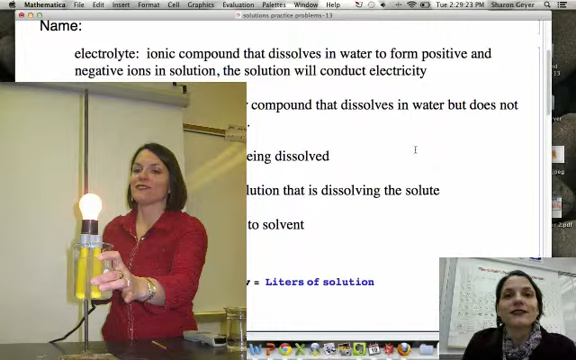 Mathematica File Edit Insert Format Cell Graphics Evaluation Palettes Window Tue 2:29:23 PM Sharon Geyer
solutions practice problems-13
Name:
electrolyte: ionic compound that dissolves in water to form positive and
negative ions in solution, the solution will conduct electricity
compound that dissolves in water but does not
eing dissolved
lution that is dissolving the solute
to solvent
= Liters of solution